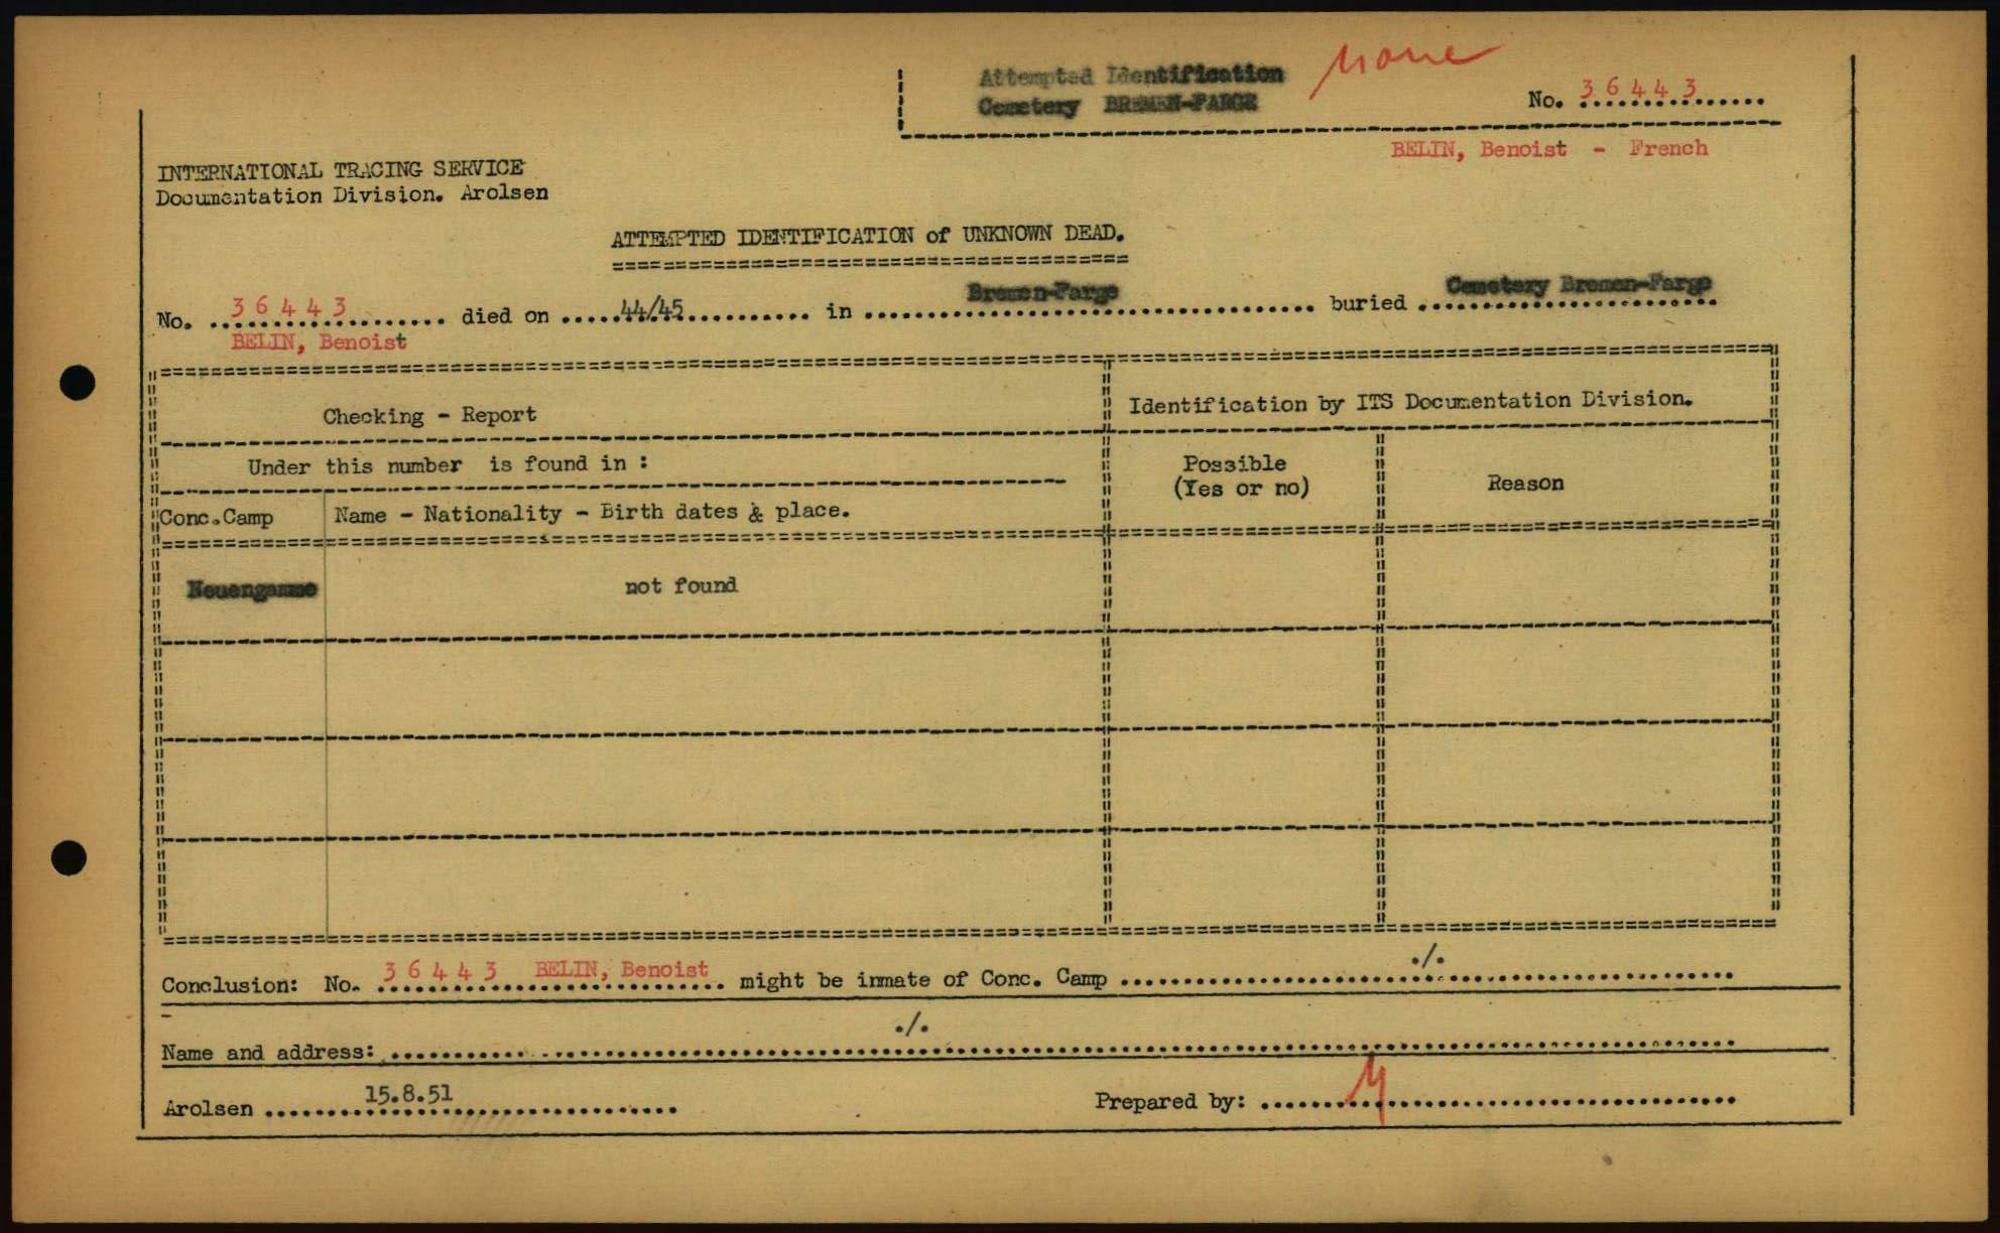 Attempted Identification none
Cemetery BREMEN-FARGE
No. 36443
BELIN, Benoist - French
INTERNATIONAL TRACING SERVICE
Documentation Division. Arolsen
ATTEMPTED IDENTIFICATION of UNKNOWN DEAD.
No. 36443 died on 44/45 in Bremen-Farge buried Cemetery Bremen-Farge
BELIN, Benoist
Checking - Report
Identification by ITS Documentation Division.
Under this number is found in :
Possible
(Yes or no)
Reason
Conc.Camp Name - Nationality - Birth dates & place.
Neuengamme not found
Conclusion: No. 36443 BELIN, Benoist might be inmate of Conc. Camp ./.
Name and address: ./.
Arolsen 15.8.51 Prepared by: